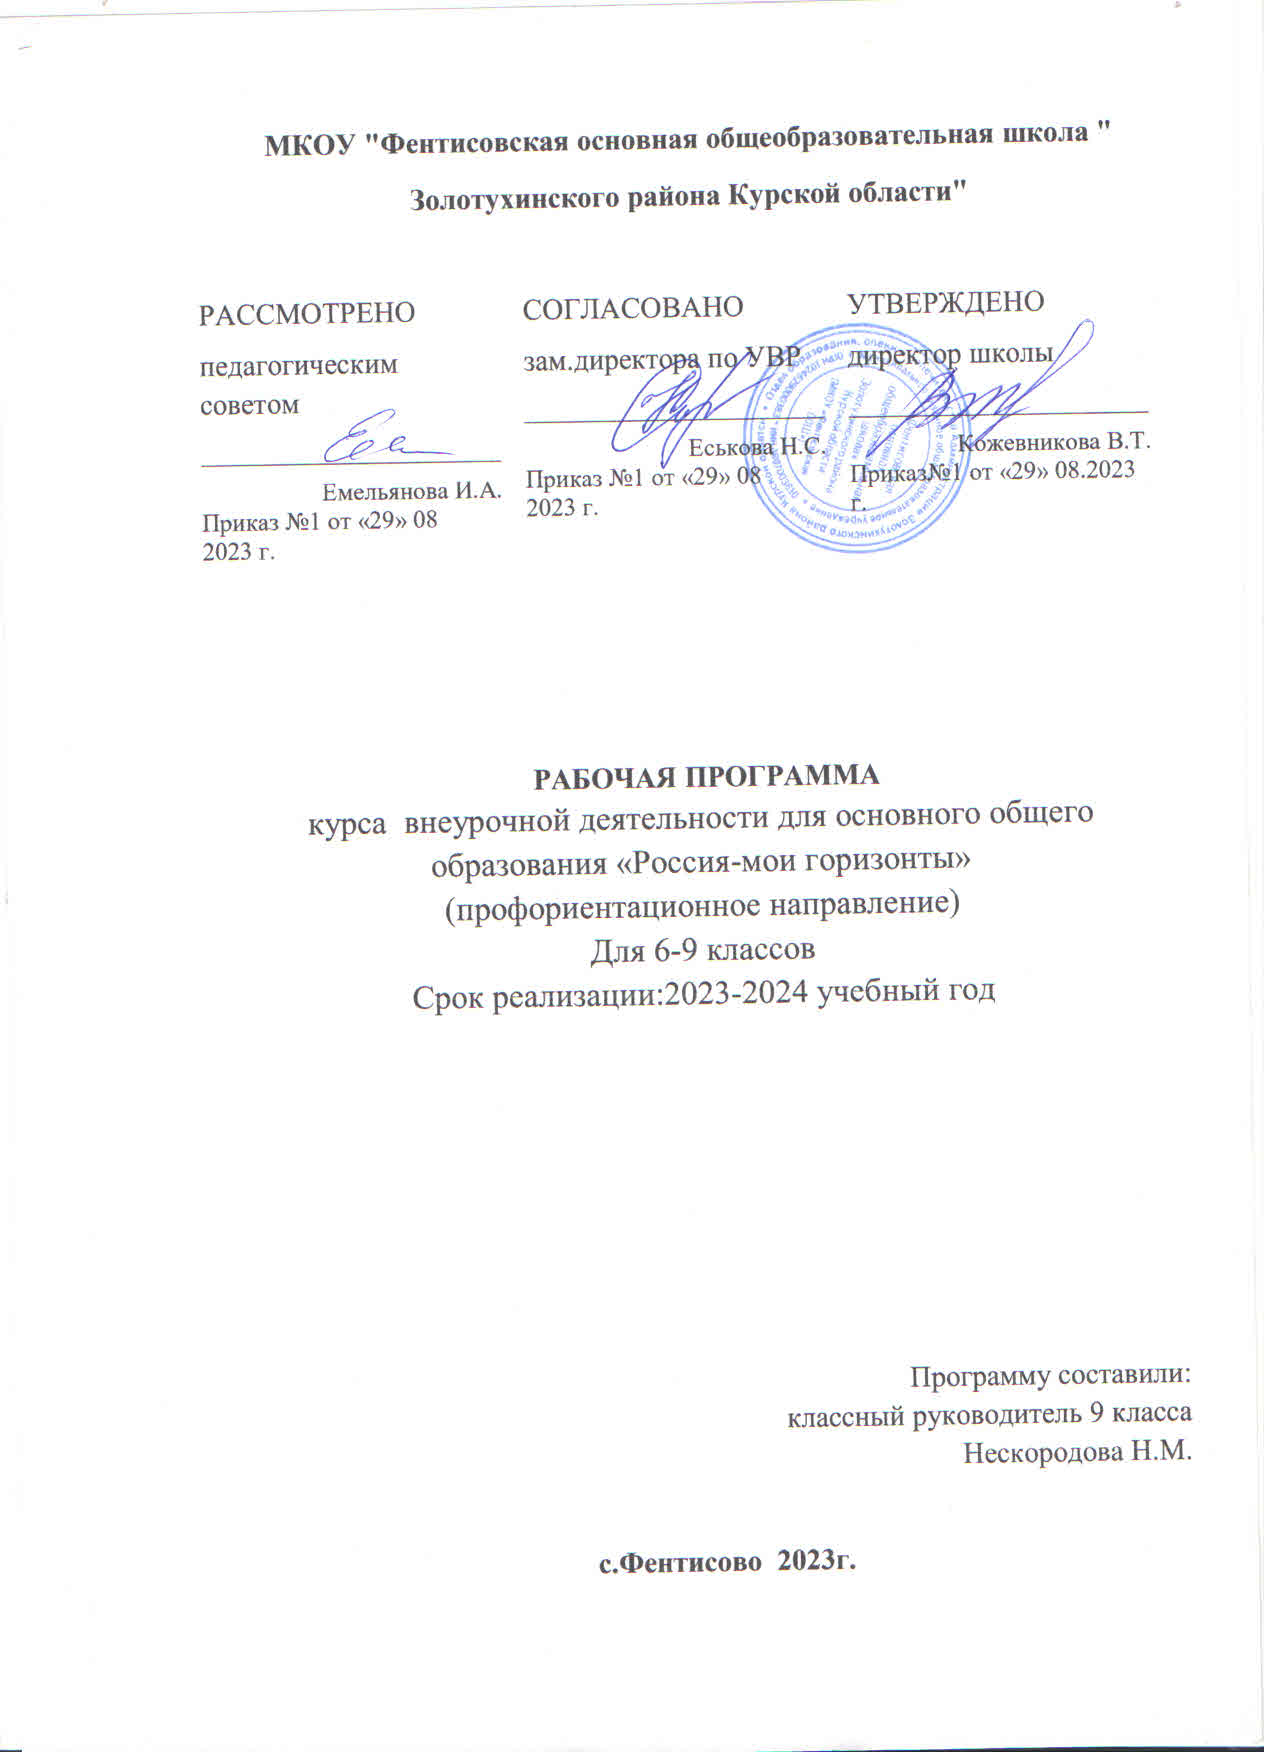 МКОУ "Фентисовская основная общеобразовательная школа "
Золотухинского района Курской области"
РАССМОТРЕНО
педагогическим
советом
Емельянова И.А.
Приказ №1 от «29» 08
2023 г.
СОГЛАСОВАНО
зам.директора по УВР
Еськова Н.С.
Приказ №1 от «29» 08
2023 г.
УТВЕРЖДЕНО
директор школы
Кожевникова В.Т.
Приказ№1 от «29» 08.2023
г.
РАБОЧАЯ ПРОГРАММА
курса внеурочной деятельности для основного общего
образования «Россия-мои горизонты»
(профориентационное направление)
Для 6-9 классов
Срок реализации:2023-2024 учебный год
Программу составили:
классный руководитель 9 класса
Нескородова Н.М.
с.Фентисово 2023г.